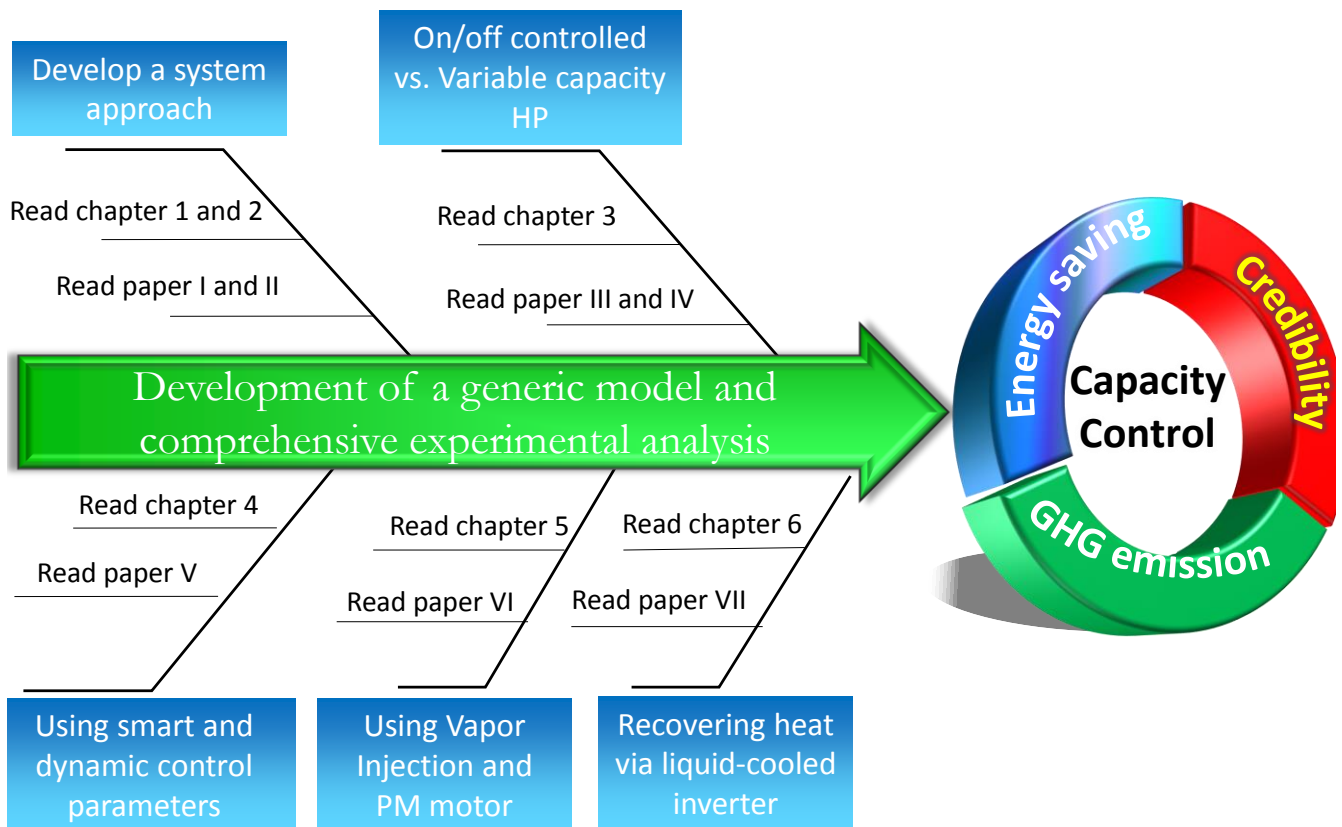 Develop a system
approach
On/off controlled
vs. Variable capacity
HP
Read chapter 1 and 2
Read paper I and II
Read chapter 3
Read paper III and IV
Development of a generic model and
comprehensive experimental analysis
Energy saving
Credibility
GHG emission
Capacity
Control
Read chapter 4
Read paper V
Read chapter 5
Read paper VI
Read chapter 6
Read paper VII
Using smart and
dynamic control
parameters
Using Vapor
Injection and
PM motor
Recovering heat
via liquid-cooled
inverter